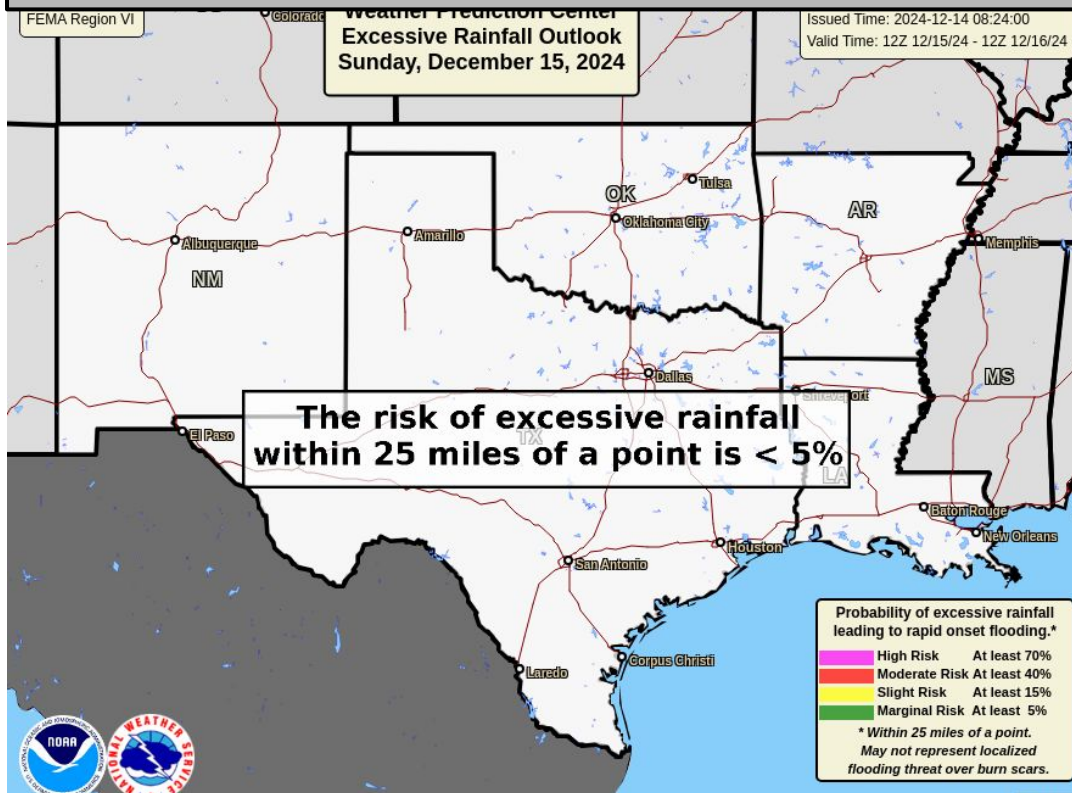 FEMA Region VI
Weather Prediction Center
Excessive Rainfall Outlook
Sunday, December 15, 2024
Issued Time: 2024-12-14 08:24:00
Valid Time: 12Z 12/15/24 - 12Z 12/16/24
Colorado
Tulsa
OK
Oklahoma City
AR
Amarillo
Albuquerque
Memphis
NM
Dallas
MS
Shreveport
The risk of excessive rainfall
within 25 miles of a point is < 5%
TX
El Paso
LA
Baton Rouge
New Orleans
Houston
San Antonio
Corpus Christi
Laredo
Probability of excessive rainfall
leading to rapid onset flooding.*
High Risk At least 70%
Moderate Risk At least 40%
Slight Risk At least 15%
Marginal Risk At least 5%
* Within 25 miles of a point.
May not represent localized
flooding threat over burn scars.
NOAA
NATIONAL WEATHER SERVICE